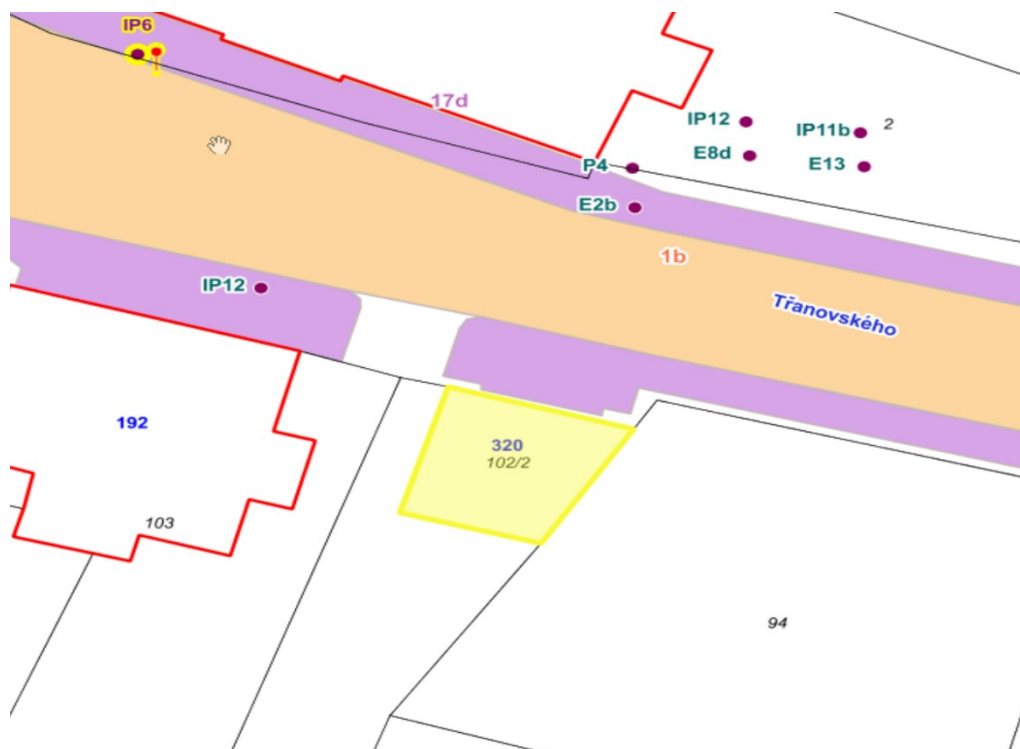 IP6
17d
IP12
IP11b
2
P4
E8d
E13
E2b
1b
IP12
Třanovského
192
320
102/2
103
94